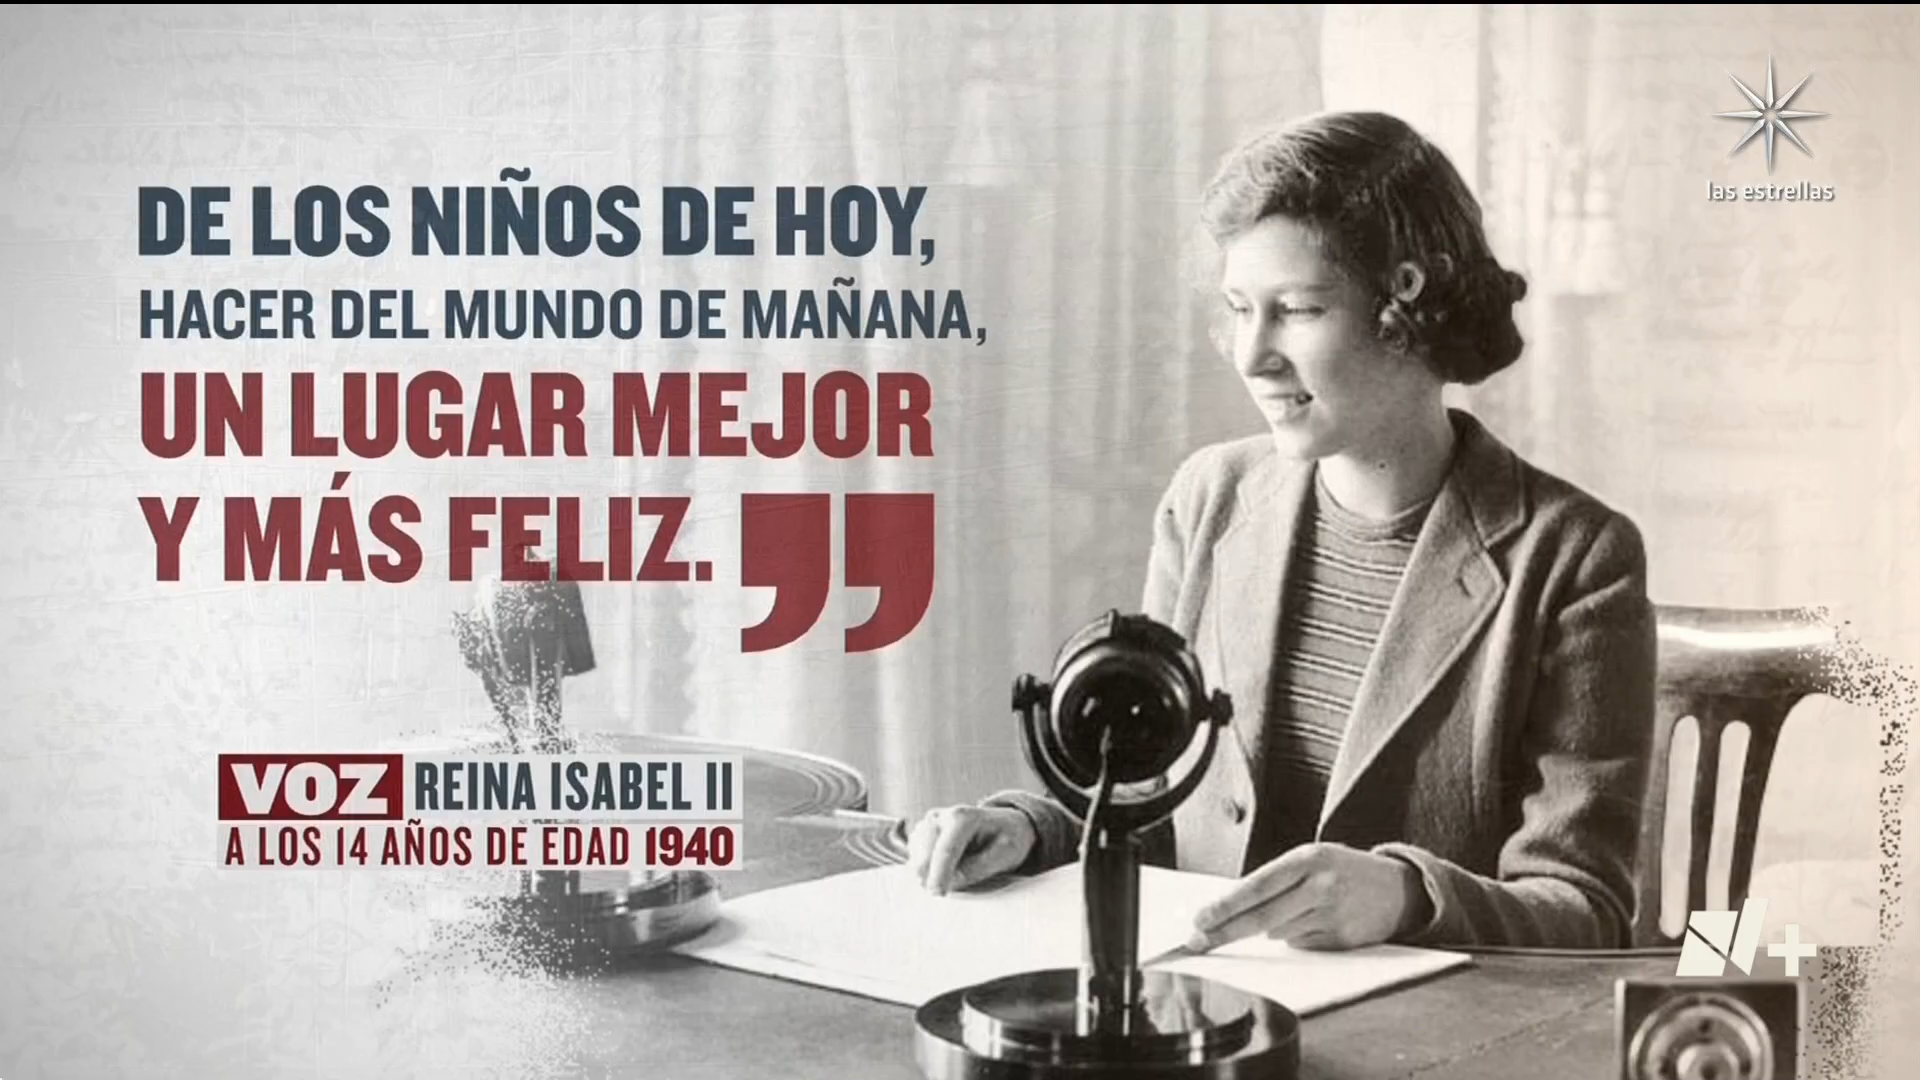 DE LOS NIÑOS DE HOY,
HACER DEL MUNDO DE MAÑANA,
UN LUGAR MEJOR
Y MÁS FELIZ.”
VOZ REINA ISABEL II
A LOS 14 AÑOS DE EDAD 1940
las estrellas
N+